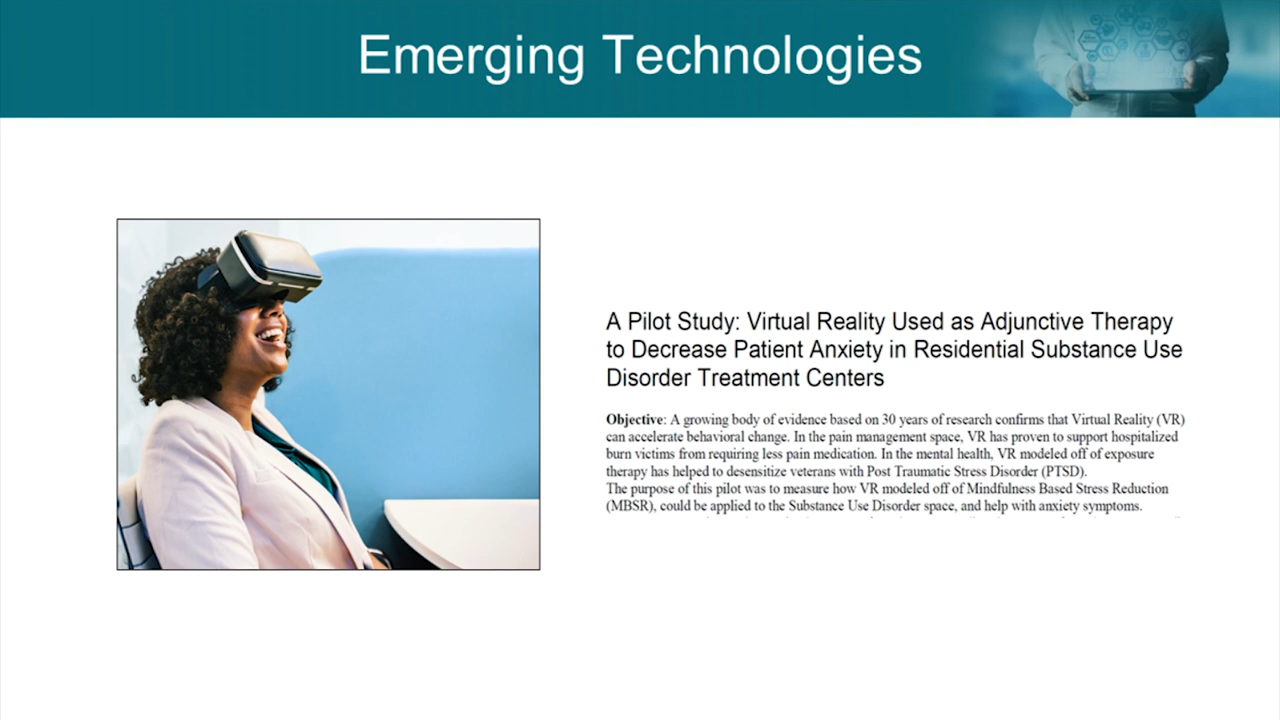 Emerging Technologies
A Pilot Study: Virtual Reality Used as Adjunctive Therapy
to Decrease Patient Anxiety in Residential Substance Use
Disorder Treatment Centers
Objective: A growing body of evidence based on 30 years of research confirms that Virtual Reality (VR)
can accelerate behavioral change. In the pain management space, VR has proven to support hospitalized
burn victims from requiring less pain medication. In the mental health, VR modeled off of exposure
therapy has helped to desensitize veterans with Post Traumatic Stress Disorder (PTSD).
The purpose of this pilot was to measure how VR modeled off of Mindfulness Based Stress Reduction
(MBSR), could be applied to the Substance Use Disorder space, and help with anxiety symptoms.